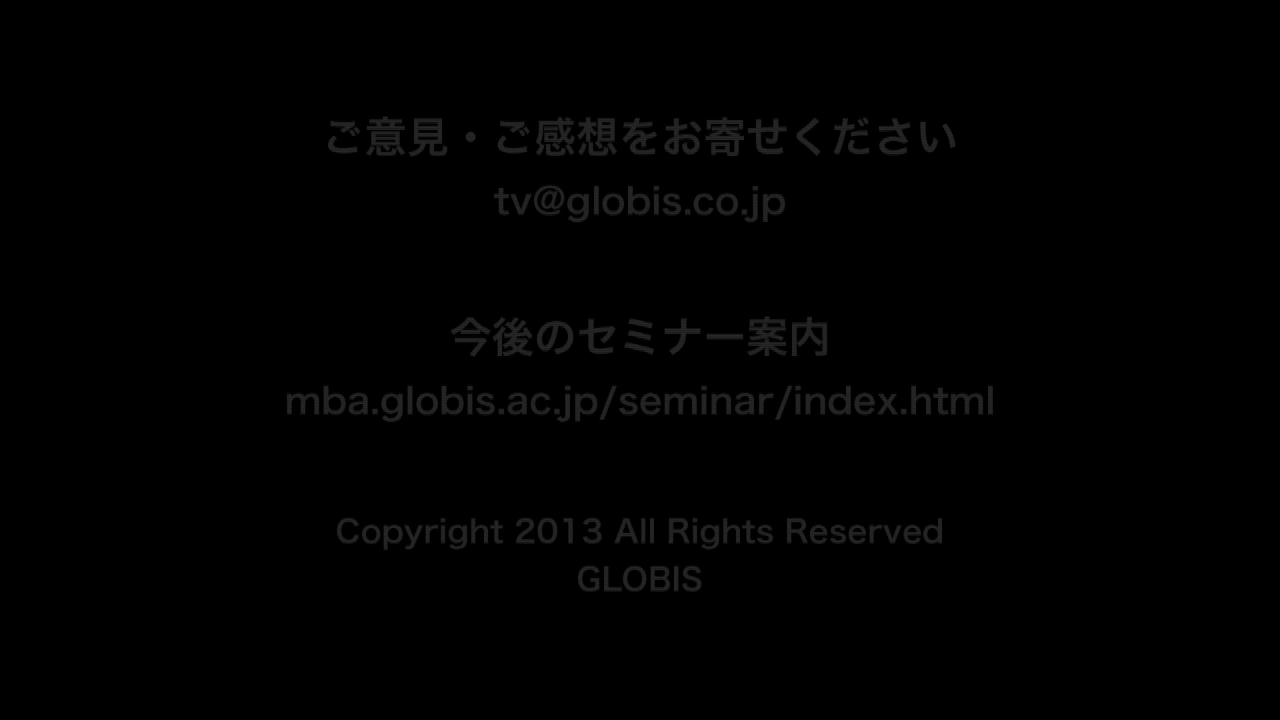 ご意見・ご感想をお寄せください
tv@globis.co.jp
今後のセミナー案内
mba.globis.ac.jp/seminar/index.html
Copyright 2013 All Rights Reserved
GLOBIS